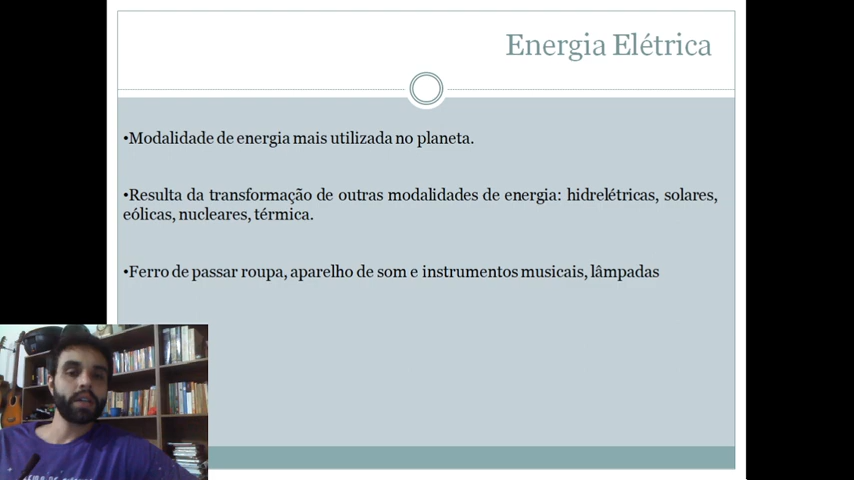 Energia Elétrica
•Modalidade de energia mais utilizada no planeta.
•Resulta da transformação de outras modalidades de energia: hidrelétricas, solares,
eólicas, nucleares, térmica.
•Ferro de passar roupa, aparelho de som e instrumentos musicais, lâmpadas